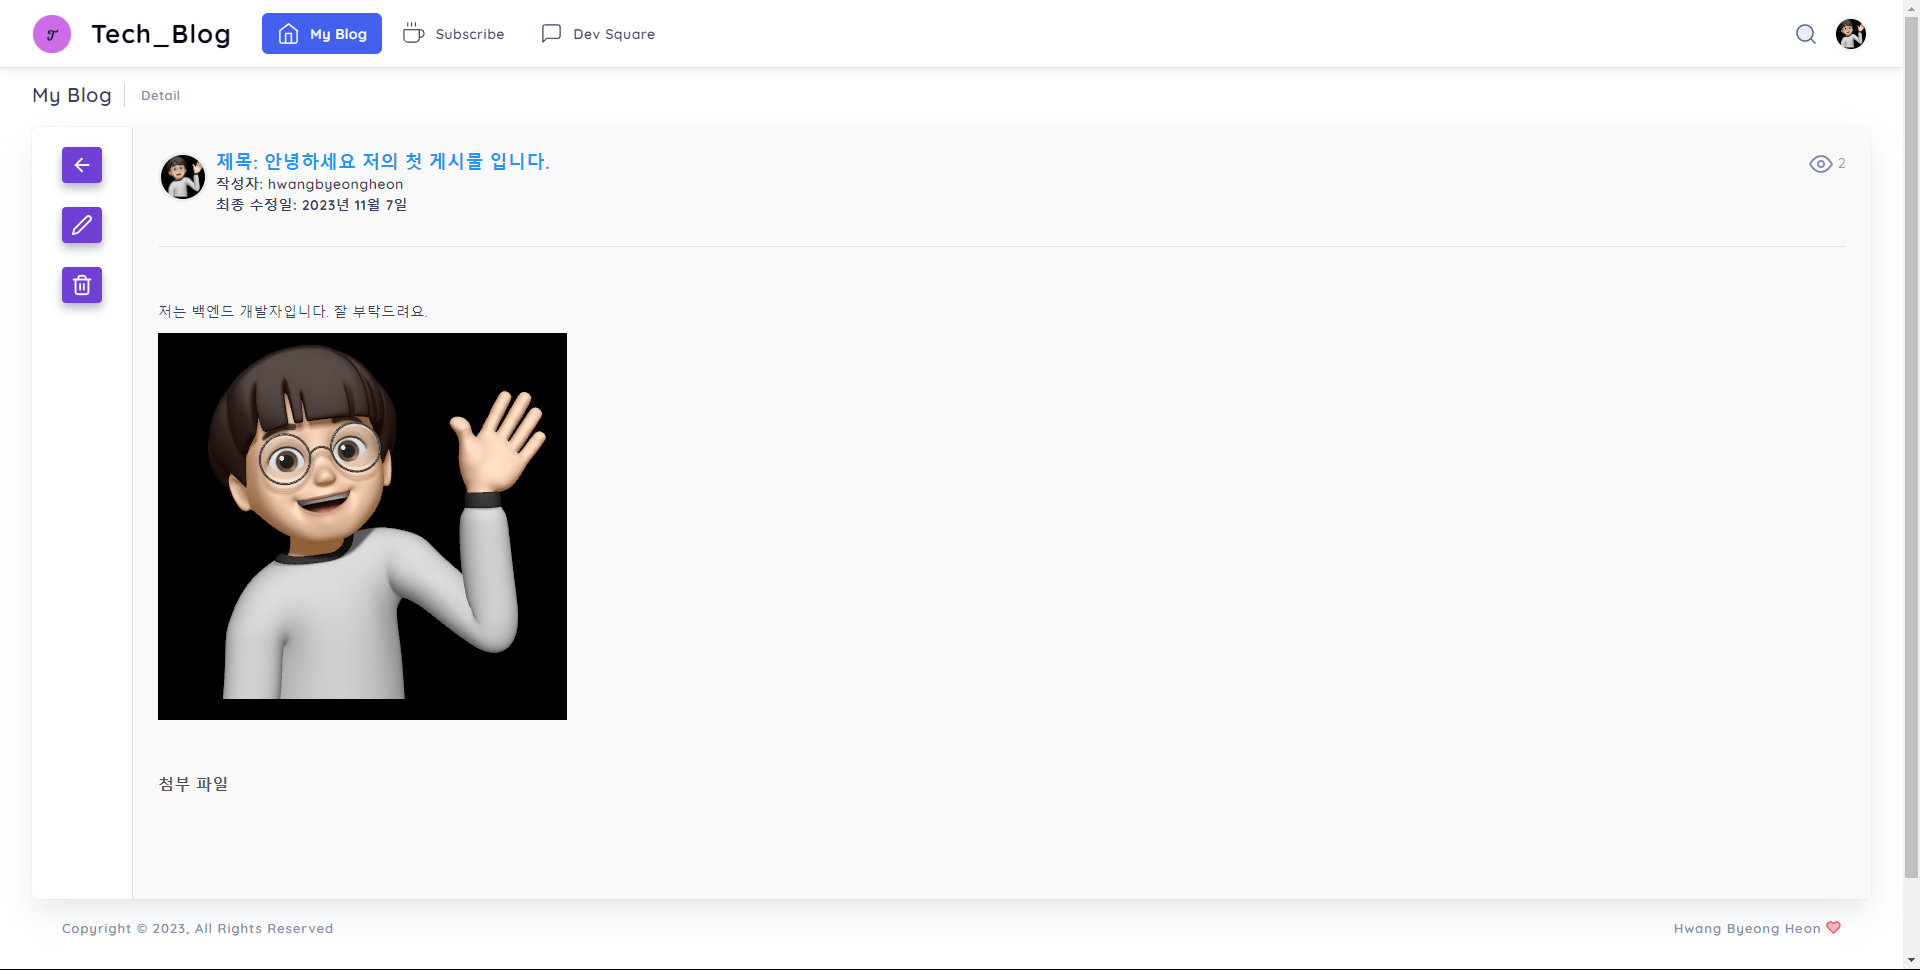 Tech_Blog
My Blog
Subscribe
Dev Square
My Blog
Detail
제목: 안녕하세요 저의 첫 게시물 입니다.
2
작성자: hwangbyeongheon
최종 수정일: 2023년 11월 7일
저는 백엔드 개발자입니다. 잘 부탁드려요.
첨부 파일
Copyright © 2023, All Rights Reserved
Hwang Byeong Heon